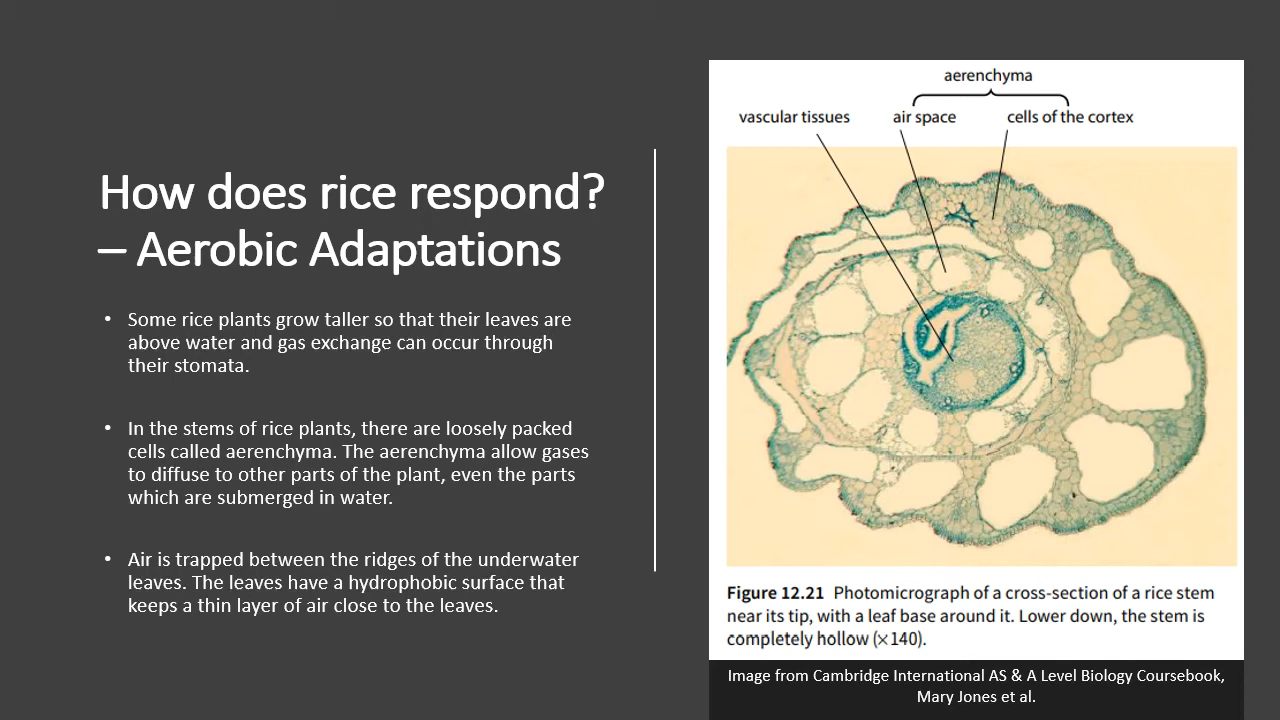 How does rice respond?
– Aerobic Adaptations
• Some rice plants grow taller so that their leaves are
above water and gas exchange can occur through
their stomata.
• In the stems of rice plants, there are loosely packed
cells called aerenchyma. The aerenchyma allow gases
to diffuse to other parts of the plant, even the parts
which are submerged in water.
• Air is trapped between the ridges of the underwater
leaves. The leaves have a hydrophobic surface that
keeps a thin layer of air close to the leaves.
aerenchyma
vascular tissues air space cells of the cortex
Figure 12.21 Photomicrograph of a cross-section of a rice stem
near its tip, with a leaf base around it. Lower down, the stem is
completely hollow (×140).
Image from Cambridge International AS & A Level Biology Coursebook,
Mary Jones et al.